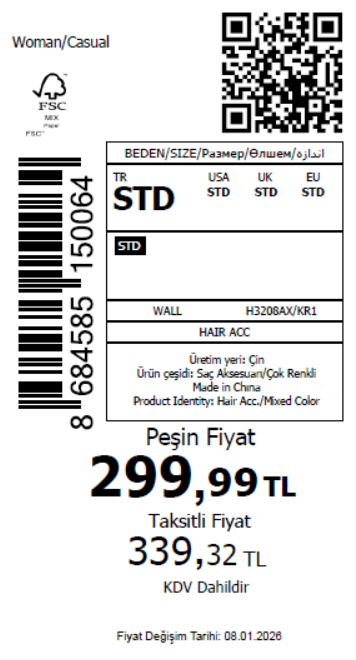 Woman/Casual
FSC
MIX
Paper
FSC
BEDEN/SIZE/Размер/Өлшем/اندازه
TR USA UK EU
STD STD STD STD
STD
WALL H3208AX/KR1
HAIR ACC
Üretim yeri: Çin
Ürün çeşidi: Saç Aksesuarı/Çok Renkli
Made in China
Product Identity: Hair Acc./Mixed Color
8 684585 150064
Peşin Fiyat
299,99 TL
Taksitli Fiyat
339,32 TL
KDV Dahildir
Fiyat Değişim Tarihi: 08.01.2026